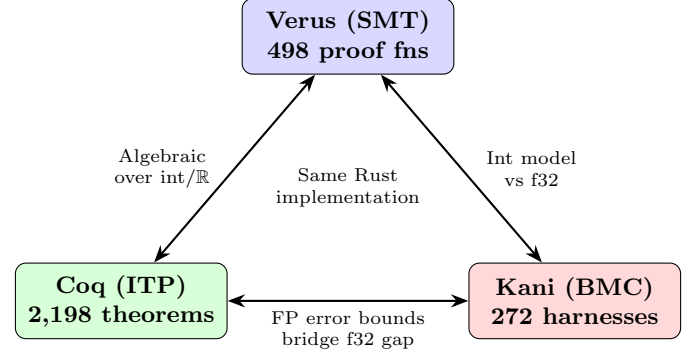 Verus (SMT)
498 proof fns
Algebraic
over int/ℝ
Same Rust
implementation
Int model
vs f32
Coq (ITP)
2,198 theorems
Kani (BMC)
272 harnesses
FP error bounds
bridge f32 gap